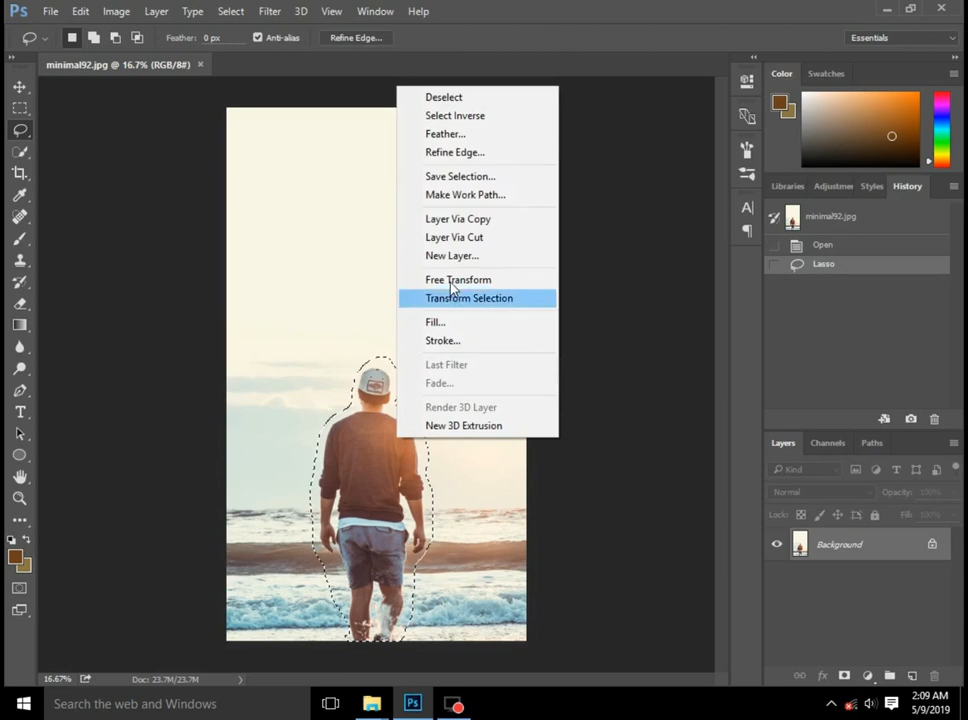 Ps File Edit Image Layer Type Select Filter 3D View Window Help
Feather: 0 px Anti-alias Refine Edge... Essentials
minimal92.jpg @ 16.7% (RGB/8#) ×
Color Swatches
Deselect
Select Inverse
Feather...
Refine Edge...
Save Selection...
Make Work Path...
Layer Via Copy
Layer Via Cut
New Layer...
Free Transform
Transform Selection
Fill...
Stroke...
Last Filter
Fade...
Render 3D Layer
New 3D Extrusion
Libraries Adjustmer Styles History
minimal92.jpg
Open
Lasso
Layers Channels Paths
Kind
Normal Opacity: 100%
Lock: Fill: 100%
Background
fx
16.67% Doc: 23.7M/23.7M
Search the web and Windows
Ps
2:09 AM
5/9/2019